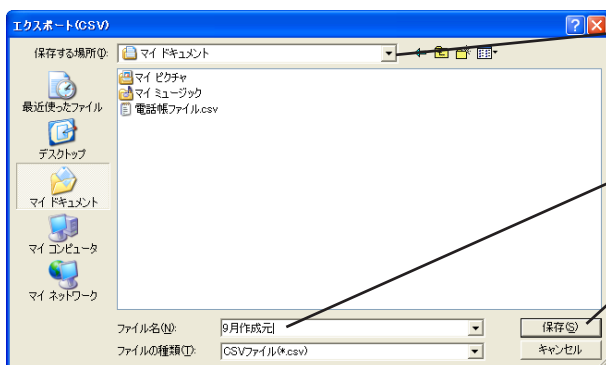 エクスポート(CSV)
保存する場所(I):
マイ ドキュメント
マイ ピクチャ
マイ ミュージック
電話帳ファイル.csv
最近使ったファイル
デスクトップ
マイ ドキュメント
マイ コンピュータ
マイ ネットワーク
ファイル名(N):
9月作成元
保存(S)
ファイルの種類(T):
CSVファイル(*.csv)
キャンセル